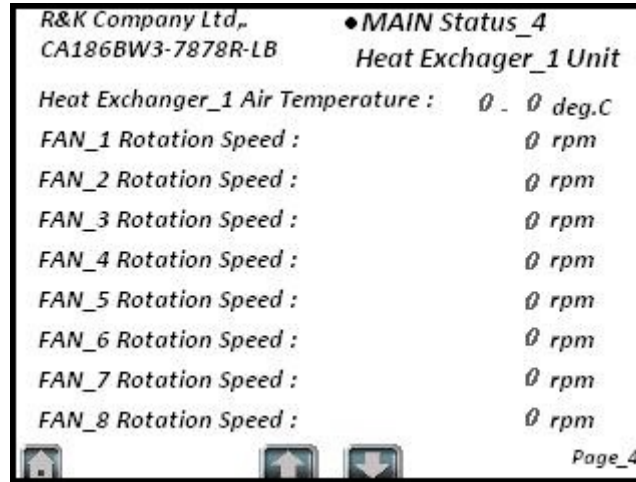 R&K Company Ltd,.
●MAIN Status_4
CA186BW3-7878R-LB
Heat Exchager_1 Unit
Heat Exchanger_1 Air Temperature : 0. 0 deg.C
FAN_1 Rotation Speed : 0 rpm
FAN_2 Rotation Speed : 0 rpm
FAN_3 Rotation Speed : 0 rpm
FAN_4 Rotation Speed : 0 rpm
FAN_5 Rotation Speed : 0 rpm
FAN_6 Rotation Speed : 0 rpm
FAN_7 Rotation Speed : 0 rpm
FAN_8 Rotation Speed : 0 rpm
Page_4